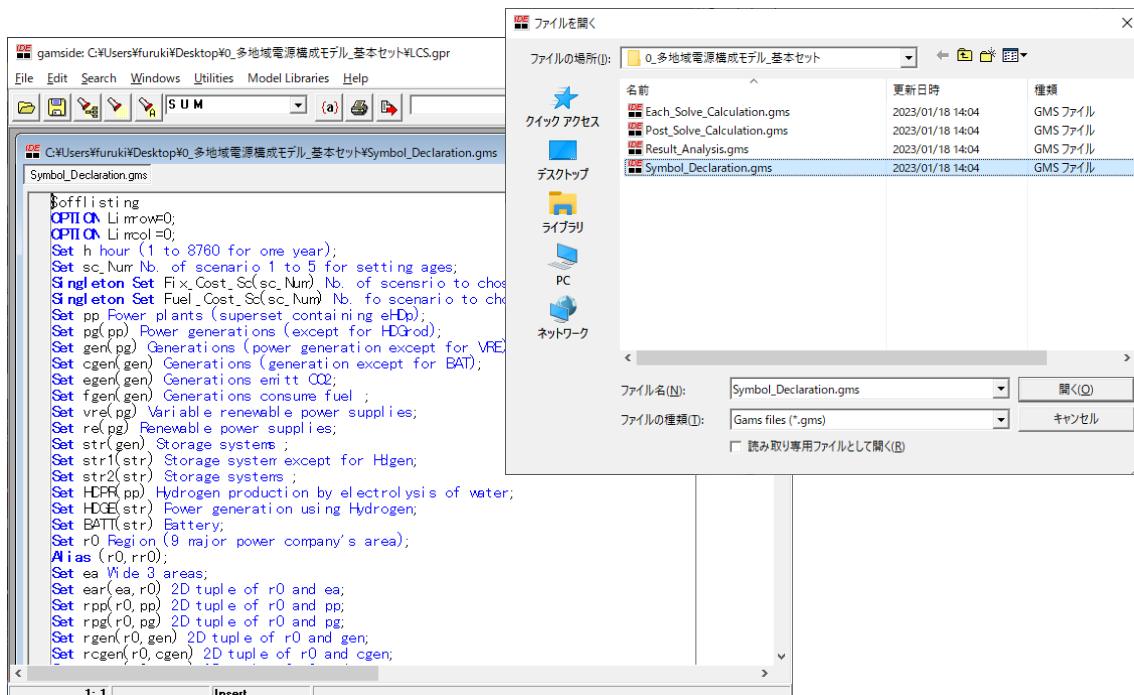 gamside: C:¥Users¥furuki¥Desktop¥0_多地域電源構成モデル_基本セット¥LCS.gpr
File Edit Search Windows Utilities Model Libraries Help
SUM
{a}
C:¥Users¥furuki¥Desktop¥0_多地域電源構成モデル_基本セット¥Symbol_Declaration.gms
Symbol_Declaration.gms
$offlisting
OPTION Limrow=0;
OPTION Limcol=0;
Set h hour (1 to 8760 for one year);
Set sc_Num No. of scenario 1 to 5 for setting ages;
Singleton Set Fix_Cost_Sc(sc_Num) No. of scensrio to chos
Singleton Set Fuel_Cost_Sc(sc_Num) No. fo scenario to cho
Set pp Power plants (superset containing eHDp);
Set pg(pp) Power generations (except for HDGrod);
Set gen(pg) Generations (power generation except for VRE)
Set cgen(gen) Generations (generation except for BAT);
Set egen(gen) Generations emitt CO2;
Set fgen(gen) Generations consume fuel ;
Set vre(pg) Variable renewable power supplies;
Set re(pg) Renewable power supplies;
Set str(gen) Storage systems ;
Set str1(str) Storage system except for Hdgen;
Set str2(str) Storage systems ;
Set HDPR(pp) Hydrogen production by electrolysis of water;
Set HDGE(str) Power generation using Hydrogen;
Set BATT(str) Battery;
Set r0 Region (9 major power company's area);
Alias (r0,rr0);
Set ea Wide 3 areas;
Set ear(ea,r0) 2D tuple of r0 and ea;
Set rpp(r0,pp) 2D tuple of r0 and pp;
Set rpg(r0,pg) 2D tuple of r0 and pg;
Set rgen(r0,gen) 2D tuple of r0 and gen;
Set rcgen(r0,cgen) 2D tuple of r0 and cgen;
1: 1 Insert
ファイルを開く
ファイルの場所(I): 0_多地域電源構成モデル_基本セット
名前 更新日時 種類
Each_Solve_Calculation.gms 2023/01/18 14:04 GMS ファイル
Post_Solve_Calculation.gms 2023/01/18 14:04 GMS ファイル
Result_Analysis.gms 2023/01/18 14:04 GMS ファイル
Symbol_Declaration.gms 2023/01/18 14:04 GMS ファイル
クイック アクセス
デスクトップ
ライブラリ
PC
ネットワーク
ファイル名(N): Symbol_Declaration.gms 開く(O)
ファイルの種類(T): Gams files (*.gms) キャンセル
読み取り専用ファイルとして開く(R)